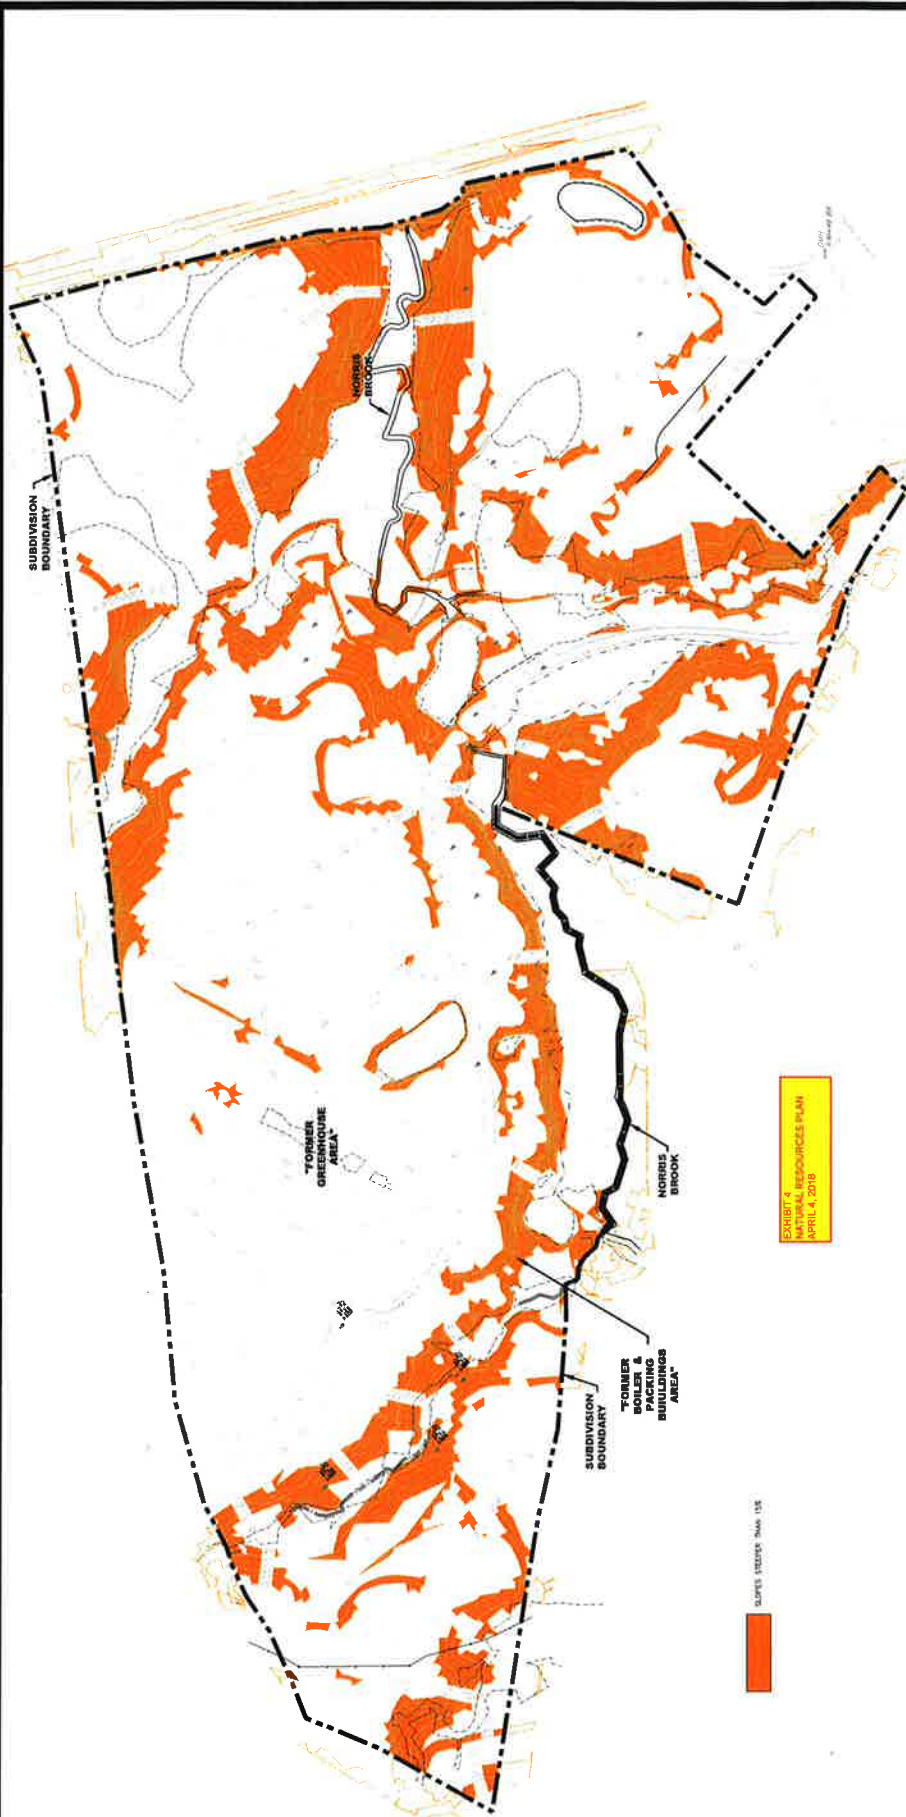 SUBDIVISION
BOUNDARY
NORRIS
BROOK
"FORMER
GREENHOUSE
AREA"
NORRIS
BROOK
EXHIBIT 4
NATURAL RESOURCES PLAN
APRIL 4, 2018
"FORMER
BOILER &
PACKING
BUIULDINGS
AREA"
SUBDIVISION
BOUNDARY
SLOPES STEEPER THAN 15%